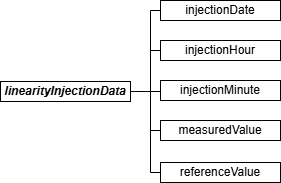 injectionDate
injectionHour
linearityInjectionData
injectionMinute
measuredValue
referenceValue